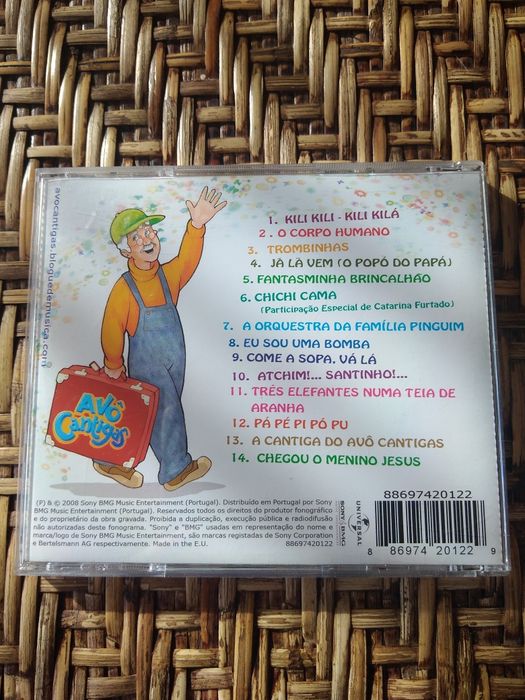 avocantigas.bloguedemusica.com
1. KILI KILI - KILI KILÁ
2. O CORPO HUMANO
3. TROMBINHAS
4. JÁ LÀ VEM (O POPÓ DO PAPÁ)
5. FANTASMINHA BRINCALHÃO
6. CHICHI CAMA
(Participação Especial de Catarina Furtado)
7. A ORQUESTRA DA FAMÍLIA PINGUIM
8. EU SOU UMA BOMBA
9. COME A SOPA, VÁ LÁ
10. ATCHIM!... SANTINHO!...
11. TRÊS ELEFANTES NUMA TEIA DE
ARANHA
12. PÁ PÉ PI PÓ PU
13. A CANTIGA DO AVÔ CANTIGAS
14. CHEGOU O MENINO JESUS
AVÔ
Cantigas
(P) & © 2008 Sony BMG Music Entertainment (Portugal). Distribuído em Portugal por Sony
BMG Music Entertainment (Portugal). Reservados todos os direitos do produtor fonográfico
e do proprietário da obra gravada. Proibida a duplicação, execução pública e radiodifusão
não autorizadas deste fonograma. "Sony" e "BMG" usadas em representação do nome e
marca/logo de Sony BMG Music Entertainment, são marcas registadas de Sony Corporation
e Bertelsmann AG respectivamente. Made in the E.U. 88697420122
SONY BMG
UNIVERSAL
88697420122
8 86974 20122 9